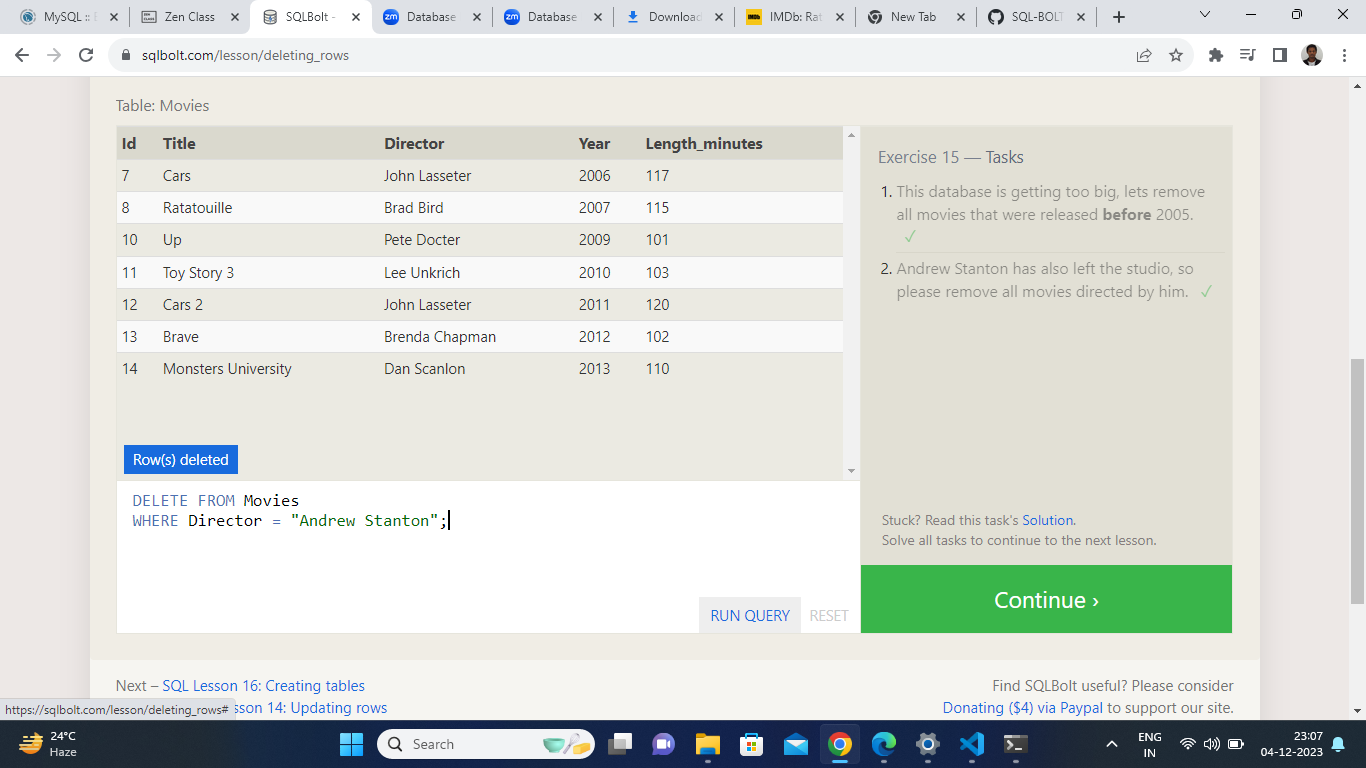 MySQL ::
Zen Class
SQLBolt -
Database
Database
Download
IMDb: Rat
New Tab
SQL-BOLT
sqlbolt.com/lesson/deleting_rows
Table: Movies
Id Title Director Year Length_minutes
7 Cars John Lasseter 2006 117
8 Ratatouille Brad Bird 2007 115
10 Up Pete Docter 2009 101
11 Toy Story 3 Lee Unkrich 2010 103
12 Cars 2 John Lasseter 2011 120
13 Brave Brenda Chapman 2012 102
14 Monsters University Dan Scanlon 2013 110
Row(s) deleted
DELETE FROM Movies
WHERE Director = "Andrew Stanton";
RUN QUERY RESET
Exercise 15 — Tasks
1. This database is getting too big, lets remove
all movies that were released before 2005.
✓
2. Andrew Stanton has also left the studio, so
please remove all movies directed by him. ✓
Stuck? Read this task's Solution.
Solve all tasks to continue to the next lesson.
Continue ›
Next – SQL Lesson 16: Creating tables
sson 14: Updating rows
Find SQLBolt useful? Please consider
Donating ($4) via Paypal to support our site.
https://sqlbolt.com/lesson/deleting_rows#
24°C
Haze
Search
ENG
IN
23:07
04-12-2023